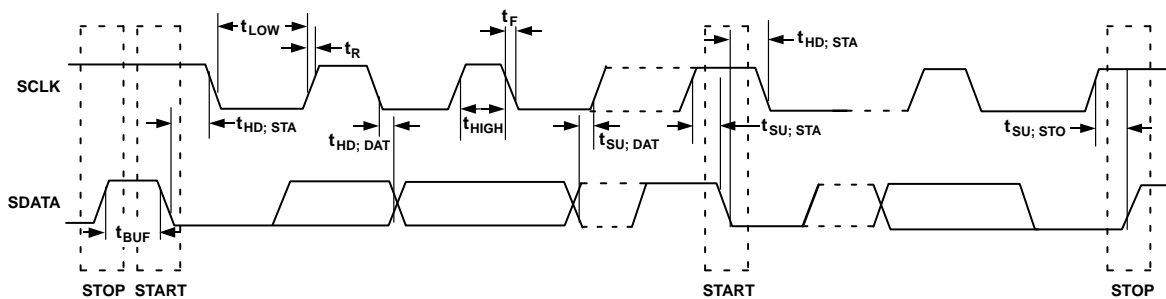 tLOW
tR
tF
tHD; STA
SCLK
tHD; STA
tHD; DAT
tHIGH
tSU; DAT
tSU; STA
tSU; STO
SDATA
tBUF
STOP START START STOP